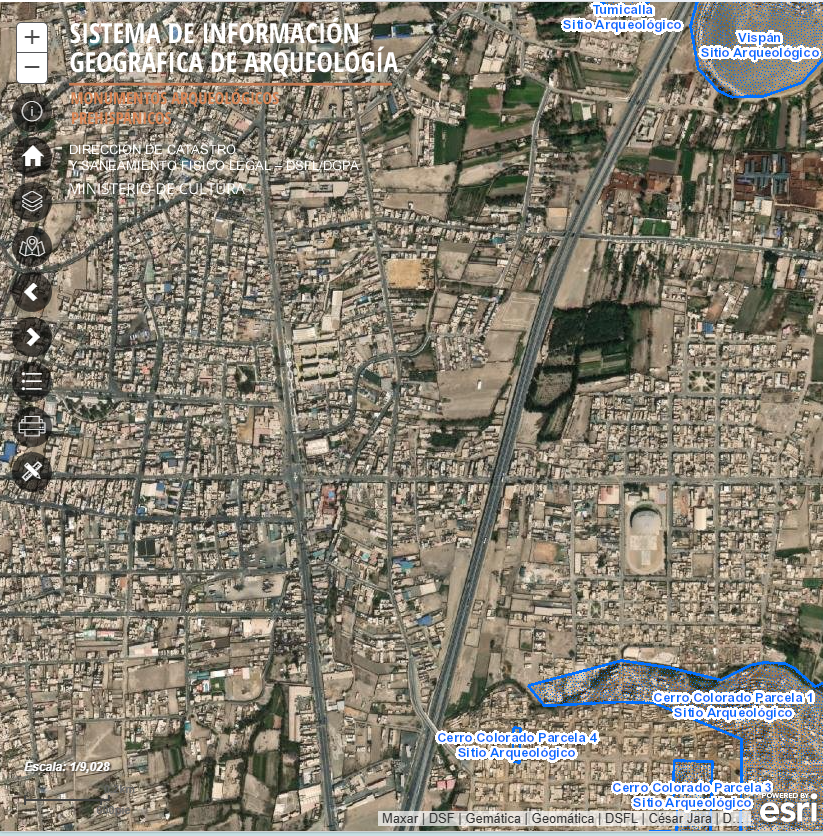 Tumicalla
Sitio Arqueológico
Vispán
Sitio Arqueológico
+
−
SISTEMA DE INFORMACIÓN
GEOGRÁFICA DE ARQUEOLOGÍA
MONUMENTOS ARQUEOLÓGICOS
PREHISPÁNICOS
DIRECCIÓN DE CATASTRO
Y SANEAMIENTO FÍSICO LEGAL - DSFL/DGPA
MINISTERIO DE CULTURA
Cerro Colorado Parcela 1
Sitio Arqueológico
Cerro Colorado Parcela 4
Sitio Arqueológico
Escala: 1/9,028
Cerro Colorado Parcela 3
Sitio Arqueológico
POWERED BY
esri
Maxar | DSF | Gemática | Geomática | DSFL | César Jara | D...